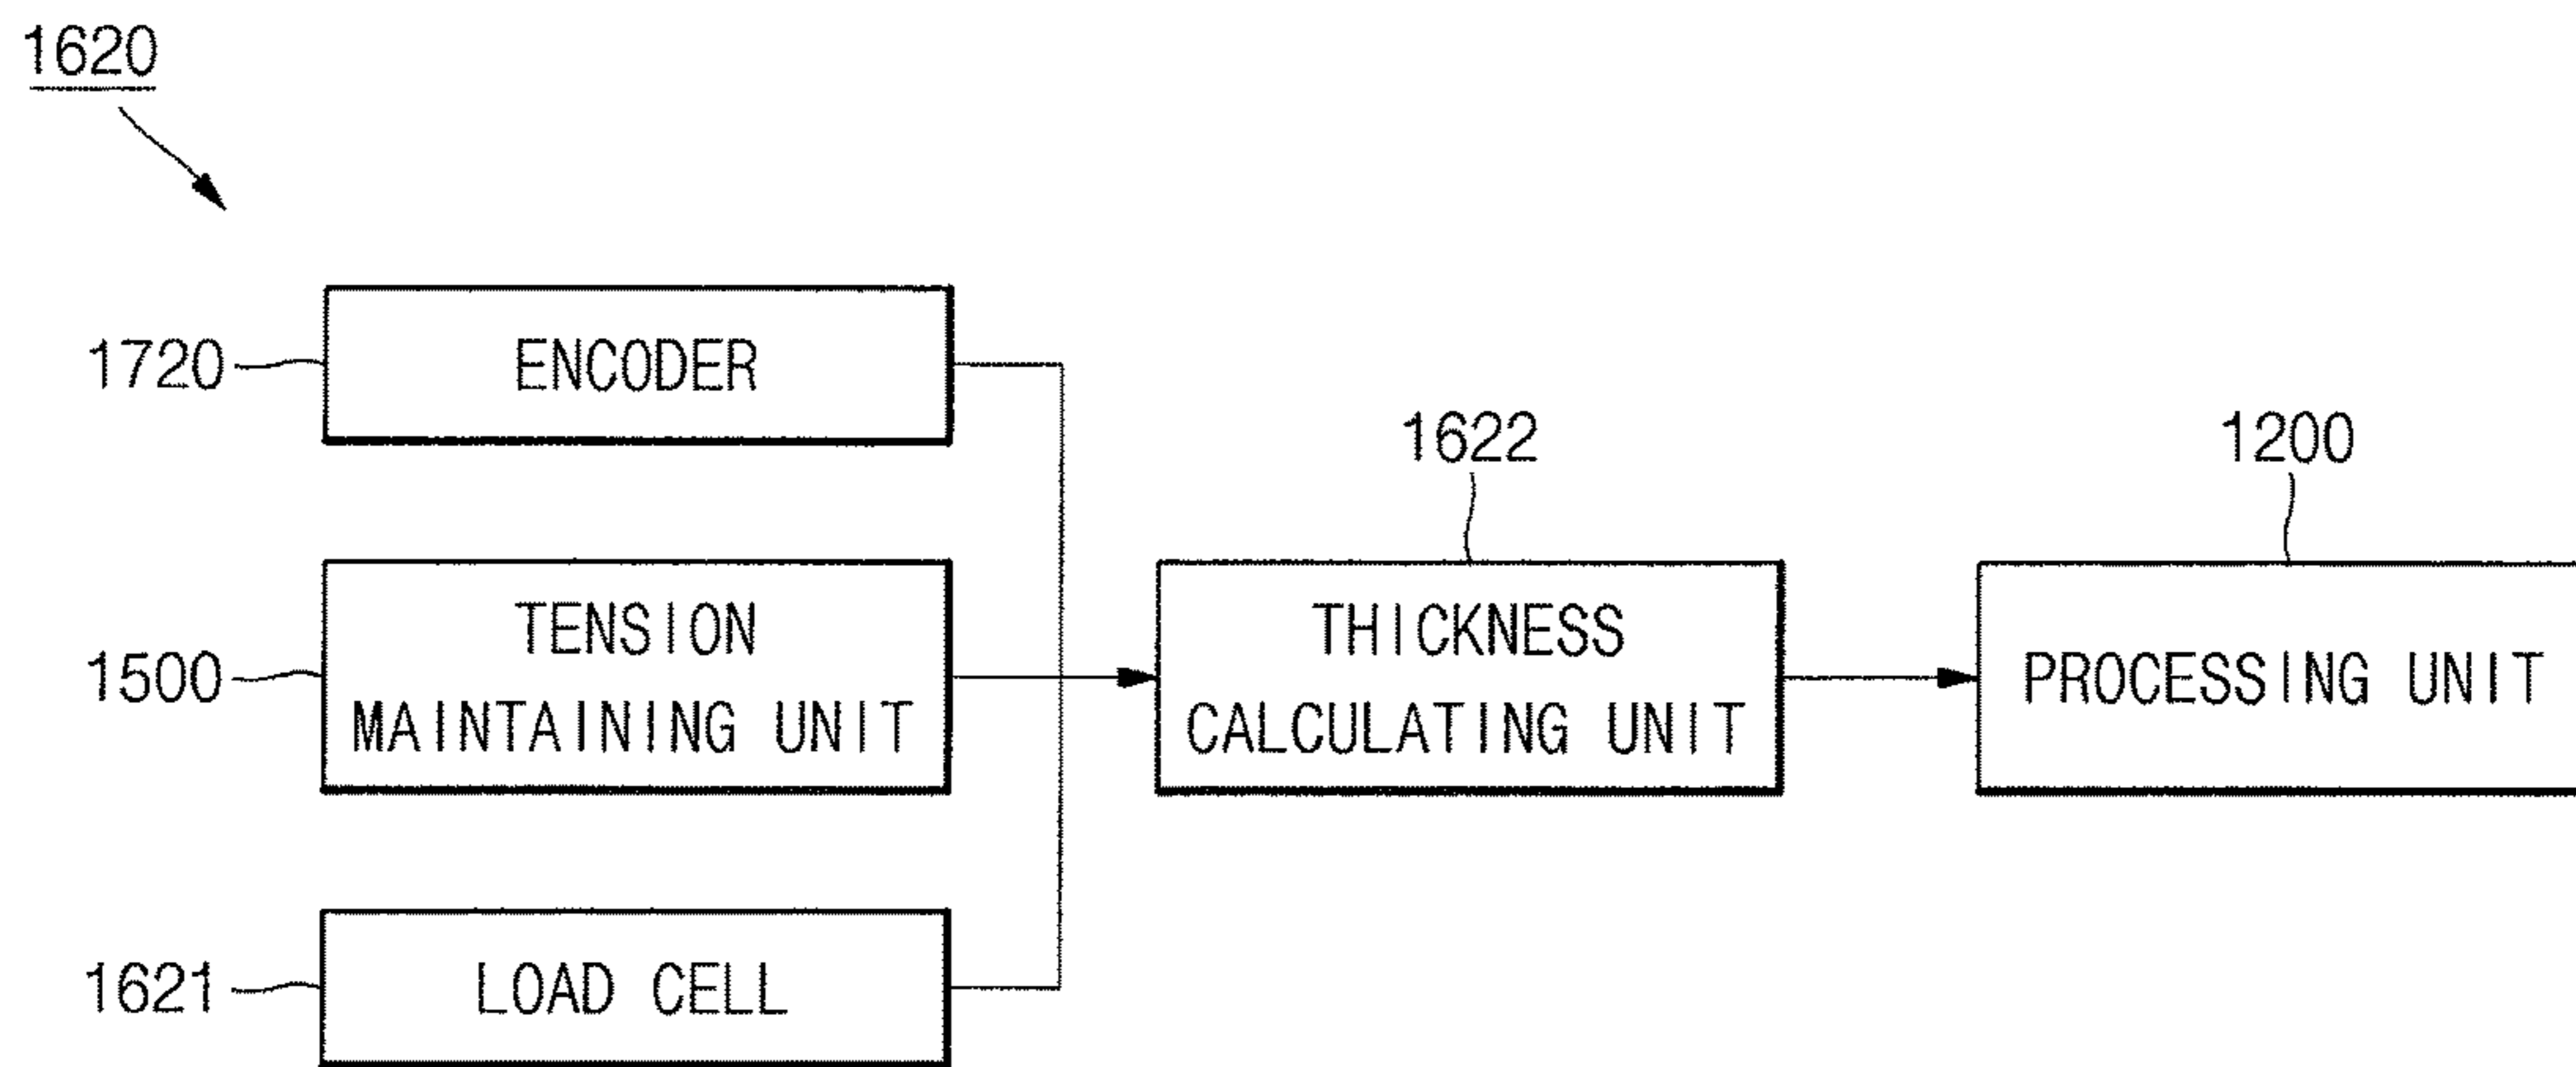 1620
1720
ENCODER
1622
1200
1500
TENSION
MAINTAINING UNIT
THICKNESS
CALCULATING UNIT
PROCESSING UNIT
1621
LOAD CELL